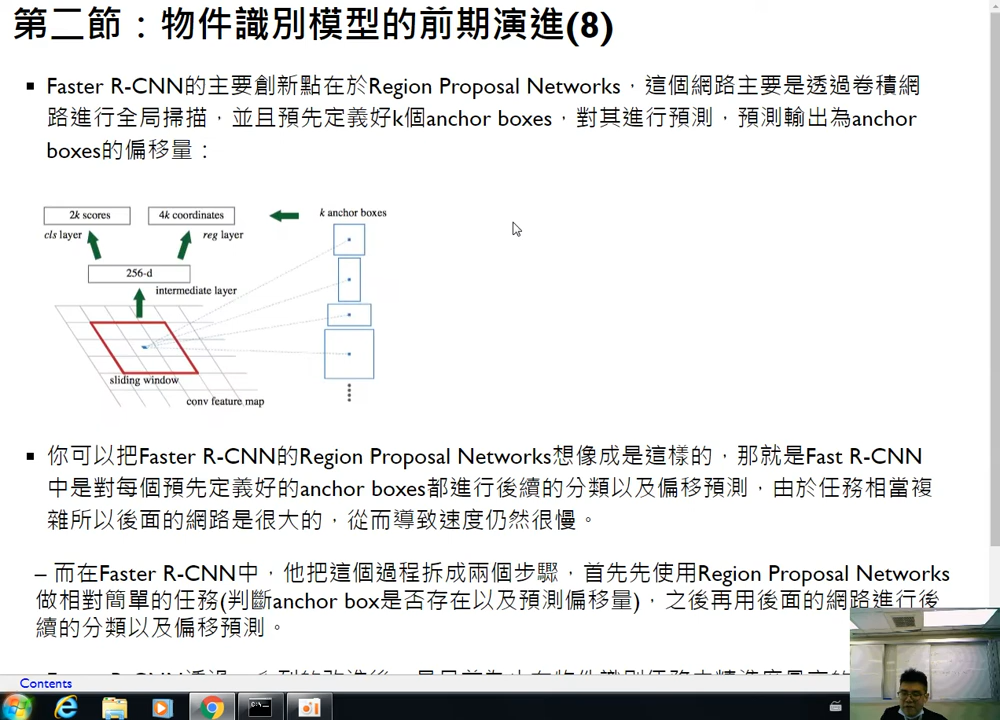 第二節：物件識別模型的前期演進(8)
Faster R-CNN的主要創新點在於Region Proposal Networks，這個網路主要是透過卷積網
路進行全局掃描，並且預先定義好k個anchor boxes，對其進行預測，預測輸出為anchor
boxes的偏移量：
2k scores
4k coordinates
k anchor boxes
cls layer
reg layer
256-d
intermediate layer
sliding window
conv feature map
你可以把Faster R-CNN的Region Proposal Networks想像成是這樣的，那就是Fast R-CNN
中是對每個預先定義好的anchor boxes都進行後續的分類以及偏移預測，由於任務相當複
雜所以後面的網路是很大的，從而導致速度仍然很慢。
– 而在Faster R-CNN中，他把這個過程拆成兩個步驟，首先先使用Region Proposal Networks
做相對簡單的任務(判斷anchor box是否存在以及預測偏移量)，之後再用後面的網路進行後
續的分類以及偏移預測。
Contents